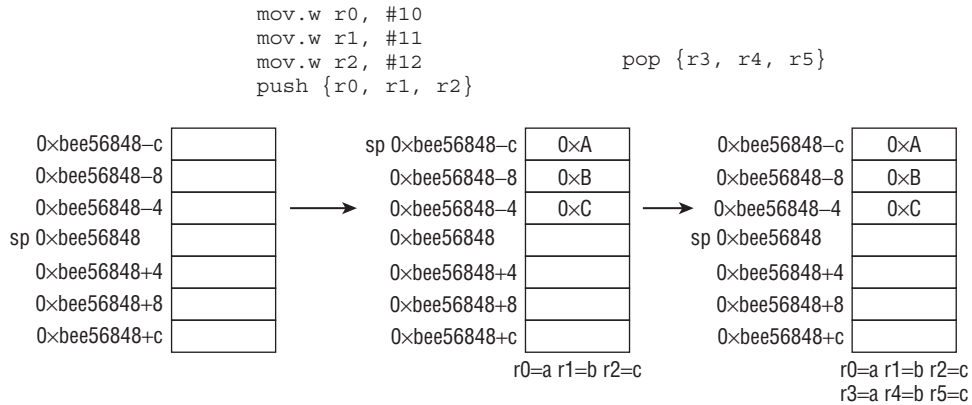 mov.w r0, #10
mov.w r1, #11
mov.w r2, #12
push {r0, r1, r2}
pop {r3, r4, r5}
0×bee56848–c
0×bee56848–8
0×bee56848–4
sp 0×bee56848
0×bee56848+4
0×bee56848+8
0×bee56848+c
sp 0×bee56848–c 0×A
0×bee56848–8 0×B
0×bee56848–4 0×C
0×bee56848
0×bee56848+4
0×bee56848+8
0×bee56848+c
r0=a r1=b r2=c
0×bee56848–c 0×A
0×bee56848–8 0×B
0×bee56848–4 0×C
sp 0×bee56848
0×bee56848+4
0×bee56848+8
0×bee56848+c
r0=a r1=b r2=c
r3=a r4=b r5=c